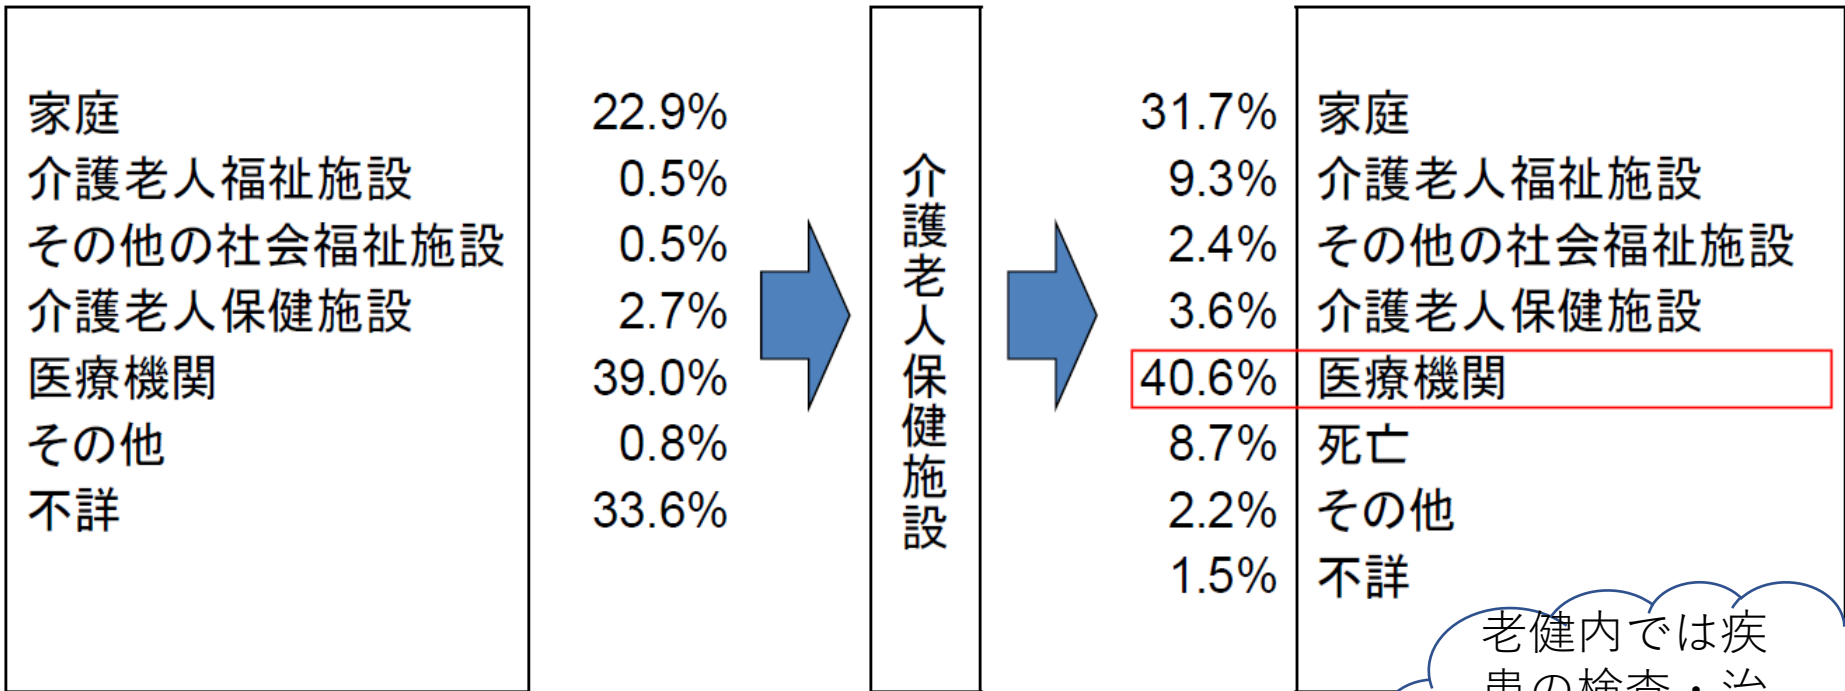 家庭 22.9%
介護老人福祉施設 0.5%
その他の社会福祉施設 0.5%
介護老人保健施設 2.7%
医療機関 39.0%
その他 0.8%
不詳 33.6%
介護老人保健施設
31.7% 家庭
9.3% 介護老人福祉施設
2.4% その他の社会福祉施設
3.6% 介護老人保健施設
40.6% 医療機関
8.7% 死亡
2.2% その他
1.5% 不詳
老健内では疾
患の検査・治